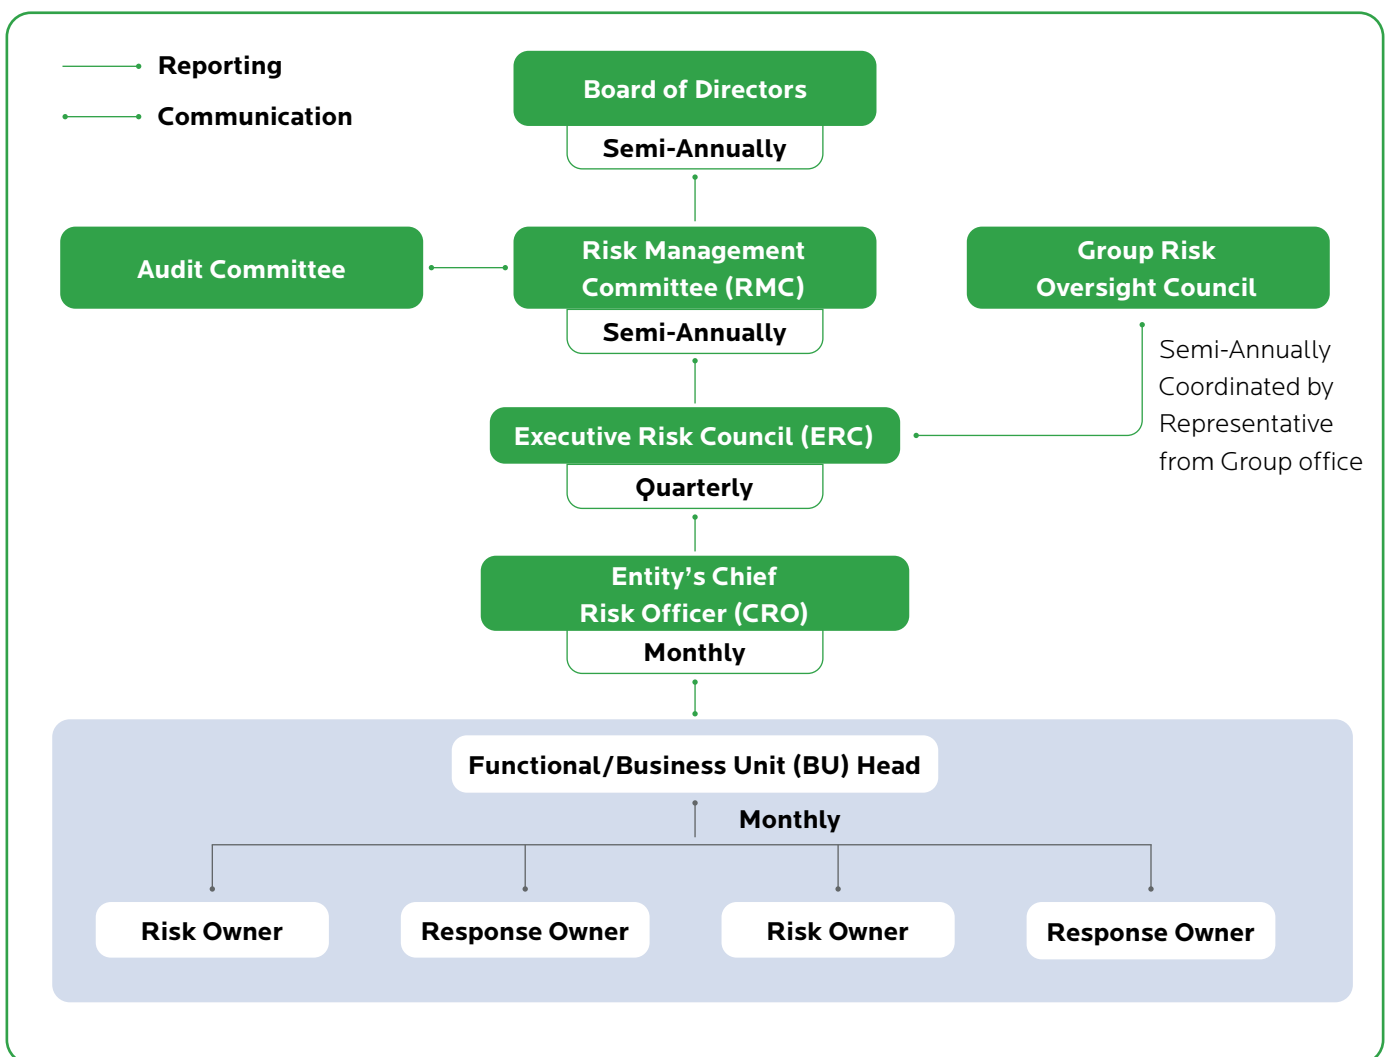 Reporting
Communication
Board of Directors
Semi-Annually
Audit Committee
Risk Management
Committee (RMC)
Semi-Annually
Group Risk
Oversight Council
Semi-Annually
Coordinated by
Representative
from Group office
Executive Risk Council (ERC)
Quarterly
Entity’s Chief
Risk Officer (CRO)
Monthly
Functional/Business Unit (BU) Head
Monthly
Risk Owner
Response Owner
Risk Owner
Response Owner